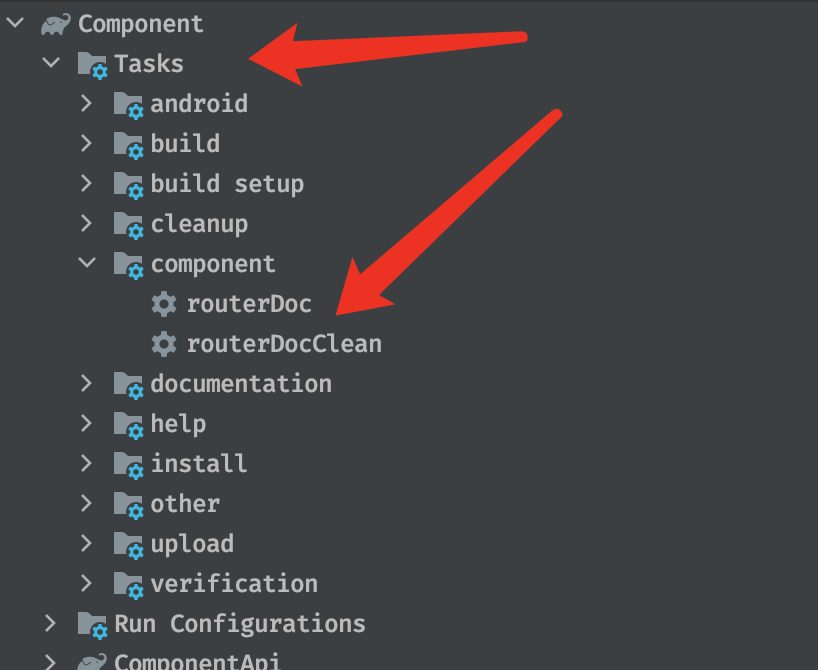 Component
Tasks
android
build
build setup
cleanup
component
routerDoc
routerDocClean
documentation
help
install
other
upload
verification
Run Configurations
ComponentApi